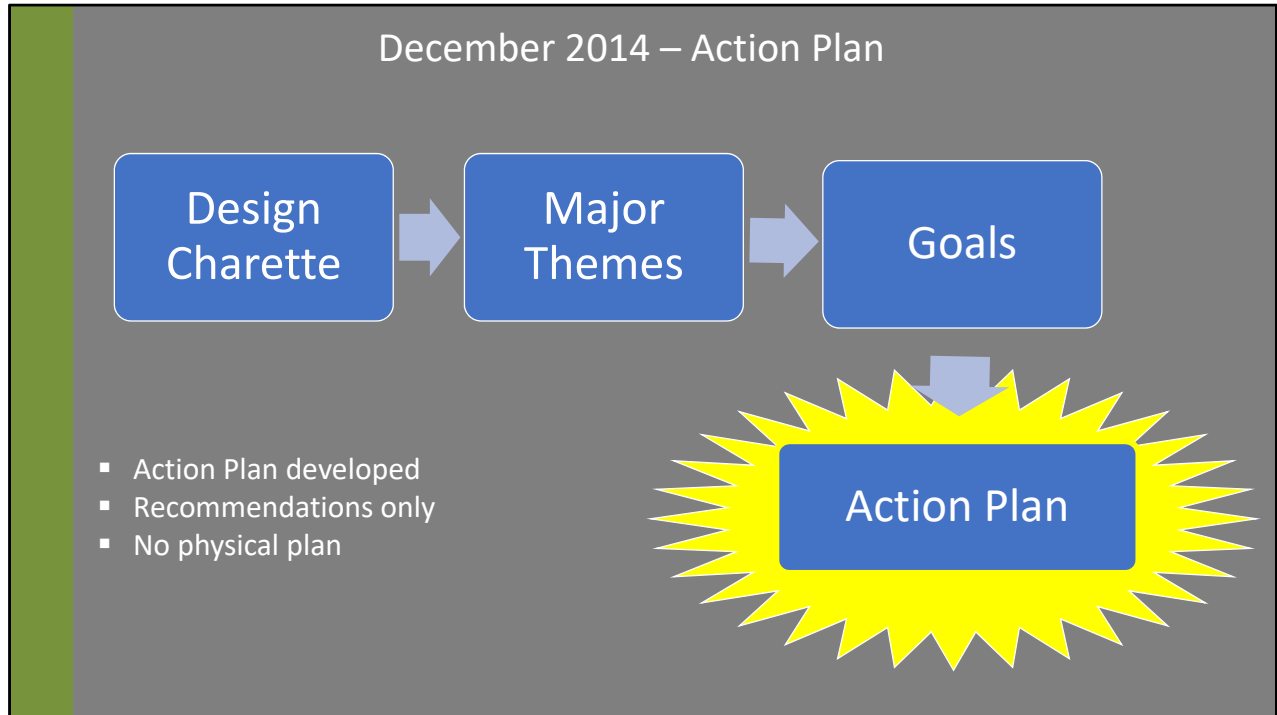 December 2014 – Action Plan
Design
Charette
Major
Themes
Goals
Action Plan
▪ Action Plan developed
▪ Recommendations only
▪ No physical plan